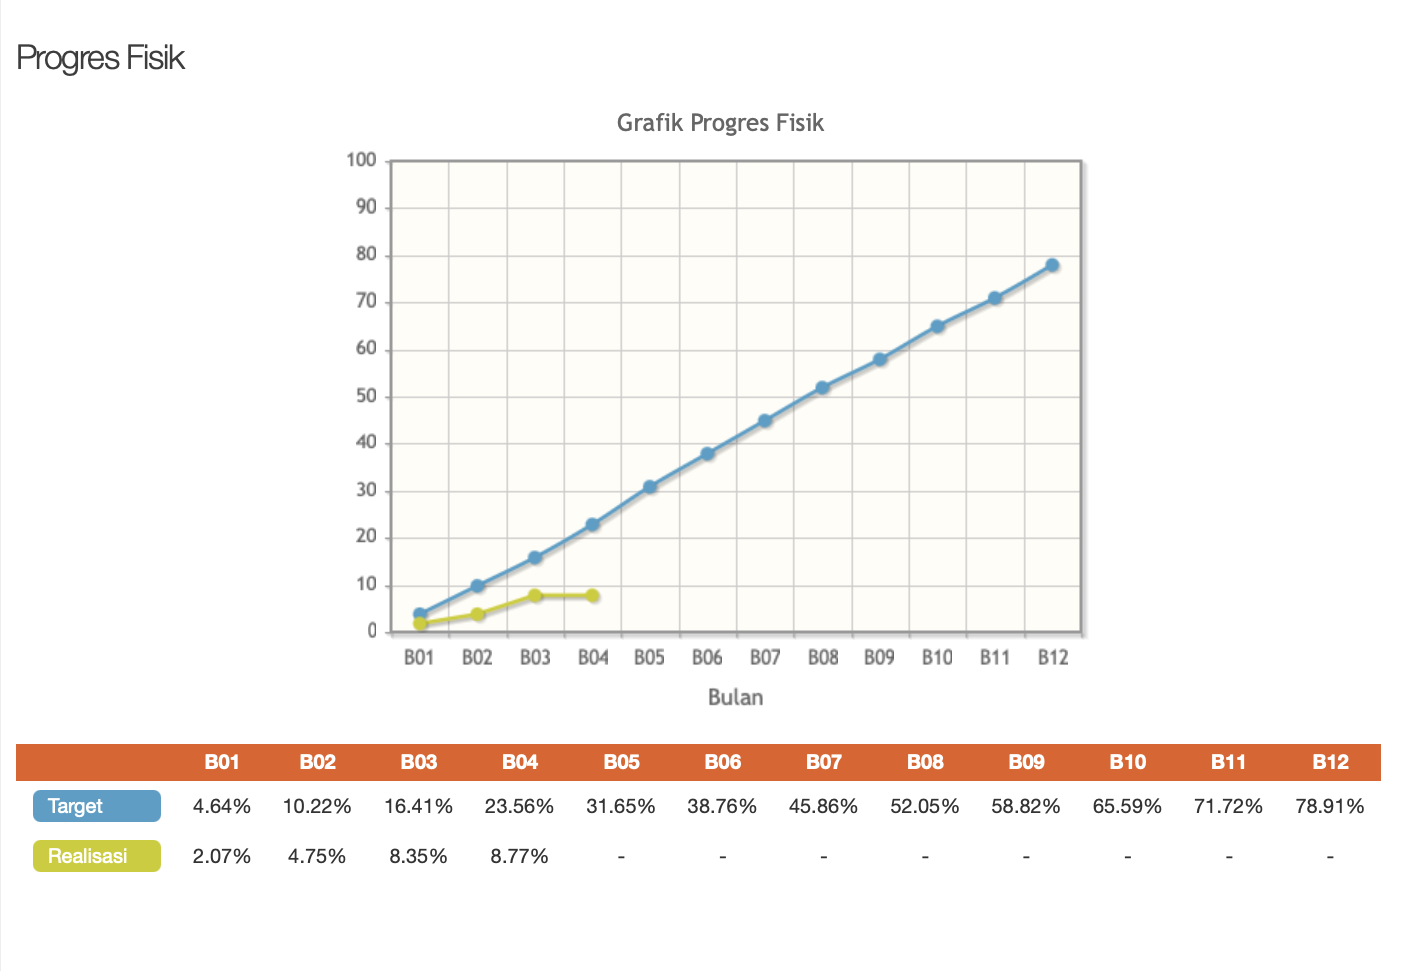 Progres Fisik
Grafik Progres Fisik
100
90
80
70
60
50
40
30
20
10
0
B01 B02 B03 B04 B05 B06 B07 B08 B09 B10 B11 B12
Bulan
B01 B02 B03 B04 B05 B06 B07 B08 B09 B10 B11 B12
Target 4.64% 10.22% 16.41% 23.56% 31.65% 38.76% 45.86% 52.05% 58.82% 65.59% 71.72% 78.91%
Realisasi 2.07% 4.75% 8.35% 8.77% - - - - - - - -